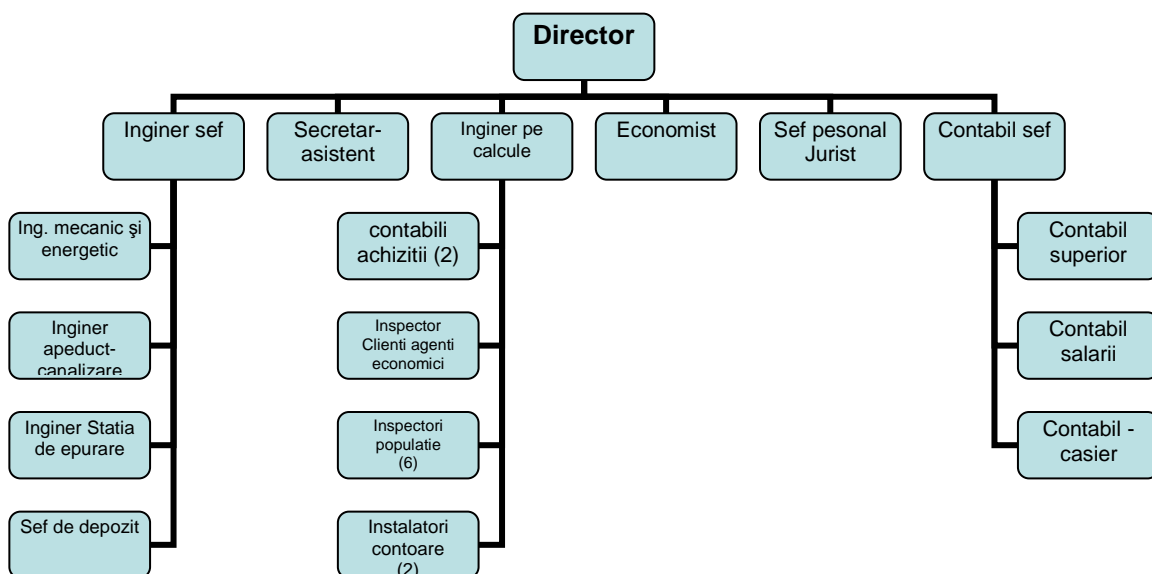 Director
Inginer sef
Secretar-
asistent
Inginer pe
calcule
Economist
Sef pesonal
Jurist
Contabil sef
Ing. mecanic şi
energetic
Inginer
apeduct-
canalizare
Inginer Statia
de epurare
Sef de depozit
contabili
achizitii (2)
Inspector
Clienti agenti
economici
Inspectori
populatie
(6)
Instalatori
contoare
(2)
Contabil
superior
Contabil
salarii
Contabil -
casier